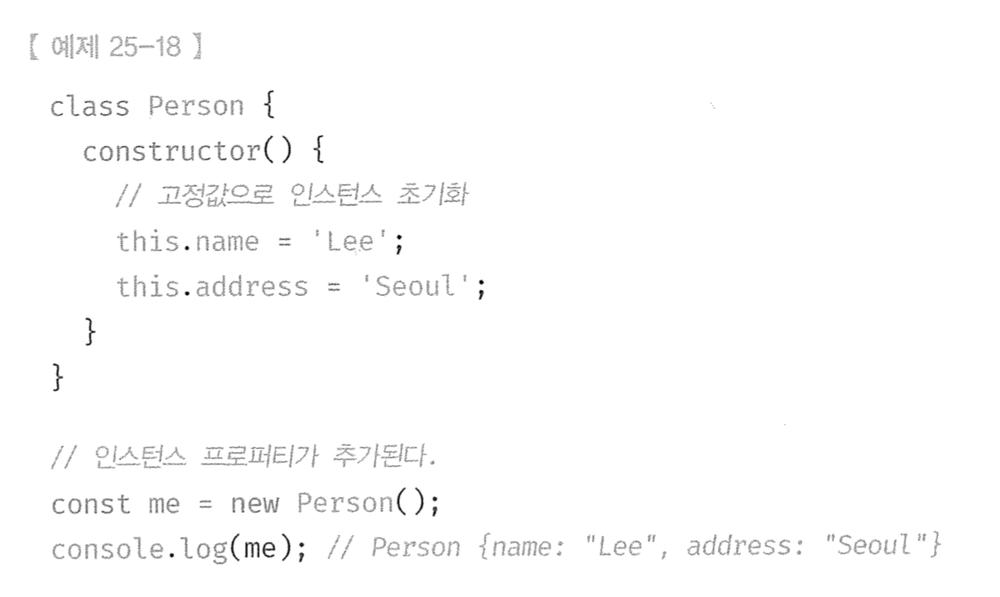 【 예제 25-18 】
class Person {
constructor() {
// 고정값으로 인스턴스 초기화
this.name = 'Lee';
this.address = 'Seoul';
}
}
// 인스턴스 프로퍼티가 추가된다.
const me = new Person();
console.log(me); // Person {name: "Lee", address: "Seoul"}